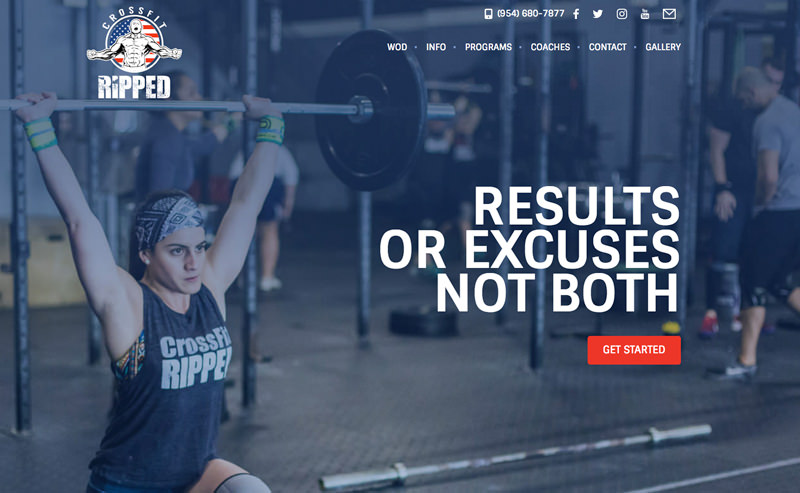 CROSSFIT
RIPPED
(954) 680-7877
WOD • INFO • PROGRAMS • COACHES • CONTACT • GALLERY
RESULTS
OR EXCUSES
NOT BOTH
GET STARTED
CrossFit
RIPPED